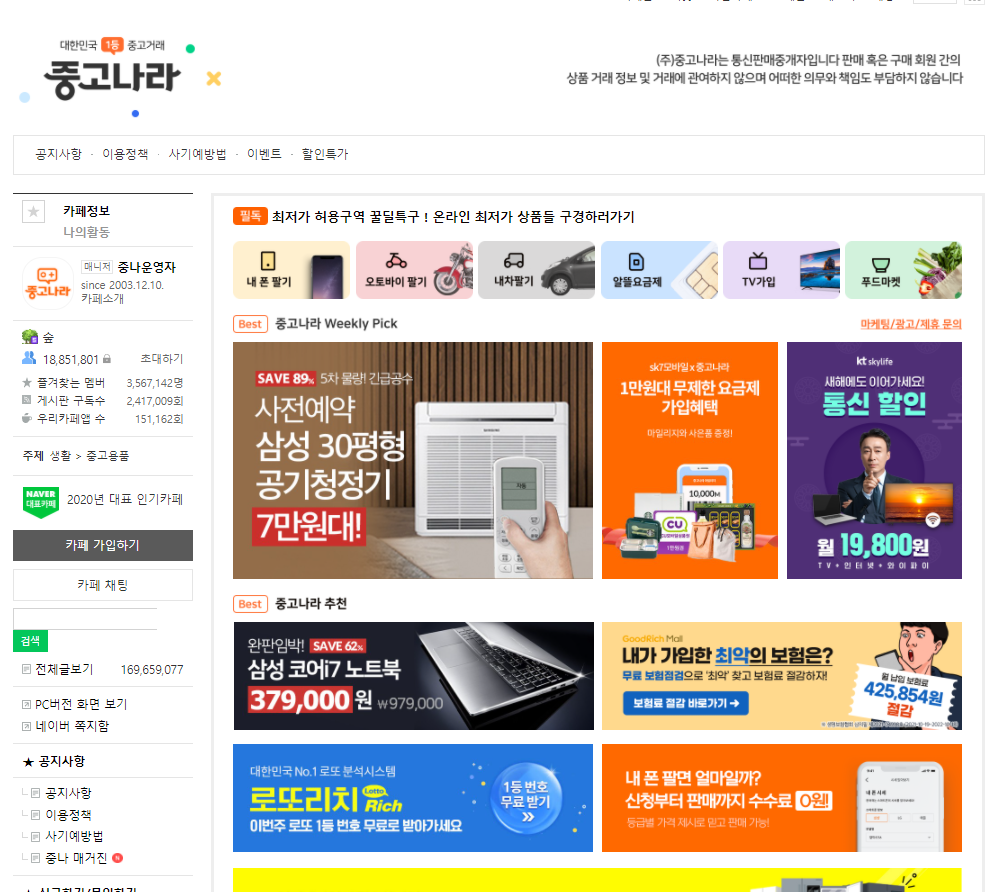 대한민국 1등 중고거래
중고나라
(주)중고나라는 통신판매중개자입니다 판매 혹은 구매 회원 간의
상품 거래 정보 및 거래에 관여하지 않으며 어떠한 의무와 책임도 부담하지 않습니다
공지사항 · 이용정책 · 사기예방법 · 이벤트 · 할인특가
카페정보
나의활동
매니저 중나운영자
since 2003.12.10.
카페소개
중고나라
숲
18,851,801 초대하기
즐겨찾는 멤버 3,567,142명
게시판 구독수 2,417,009회
우리카페앱 수 151,162회
주제 생활 > 중고용품
NAVER
대표카페
2020년 대표 인기카페
카페 가입하기
카페 채팅
검색
전체글보기 169,659,077
PC버전 화면 보기
네이버 쪽지함
★ 공지사항
공지사항
이용정책
사기예방법
중나 매거진 N
필독 최저가 허용구역 꿀딜특구 ! 온라인 최저가 상품들 구경하러가기
내 폰 팔기
오토바이 팔기
내차팔기
알뜰요금제
TV가입
푸드마켓
Best 중고나라 Weekly Pick
마케팅/광고/제휴 문의
SAVE 89% 5차 물량! 긴급공수
사전예약
삼성 30평형
공기청정기
7만원대!
SAMSUNG
자동
sk7모바일 x 중고나라
1만원대 무제한 요금제
가입혜택
마일리지와 사은품 증정!
10,000M
CU
CU모바일상품권
1만원권
kt skylife
새해에도 이어가세요!
통신 할인
월 19,800원
TV+인터넷+와이파이
Best 중고나라 추천
완판임박! SAVE 62%
삼성 코어i7 노트북
379,000 원 ₩979,000
GoodRich Mall
내가 가입한 최악의 보험은?
무료 보험점검으로 '최악' 찾고 보험료 절감하자!
보험료 절감 바로가기 →
월 납입 보험료
425,854원
절감
대한민국 No.1 로또 분석시스템
로또리치 Lotto Rich
이번주 로또 1등 번호 무료로 받아가세요
1등 번호
무료 받기
내 폰 팔면 얼마일까?
신청부터 판매까지 수수료 0원!
등급별 가격 제시로 믿고 판매 가능!
내 폰 시세